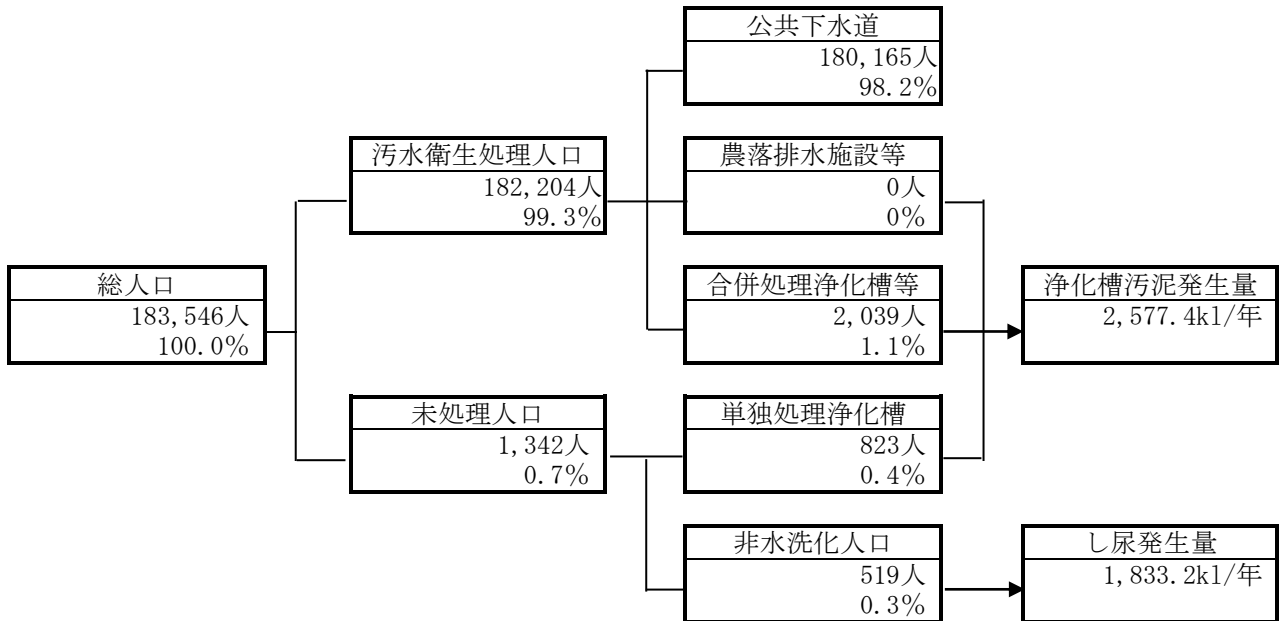 公共下水道
180,165人
98.2%
汚水衛生処理人口
182,204人
99.3%
農落排水施設等
0人
0%
総人口
183,546人
100.0%
合併処理浄化槽等
2,039人
1.1%
浄化槽汚泥発生量
2,577.4kl/年
未処理人口
1,342人
0.7%
単独処理浄化槽
823人
0.4%
非水洗化人口
519人
0.3%
し尿発生量
1,833.2kl/年